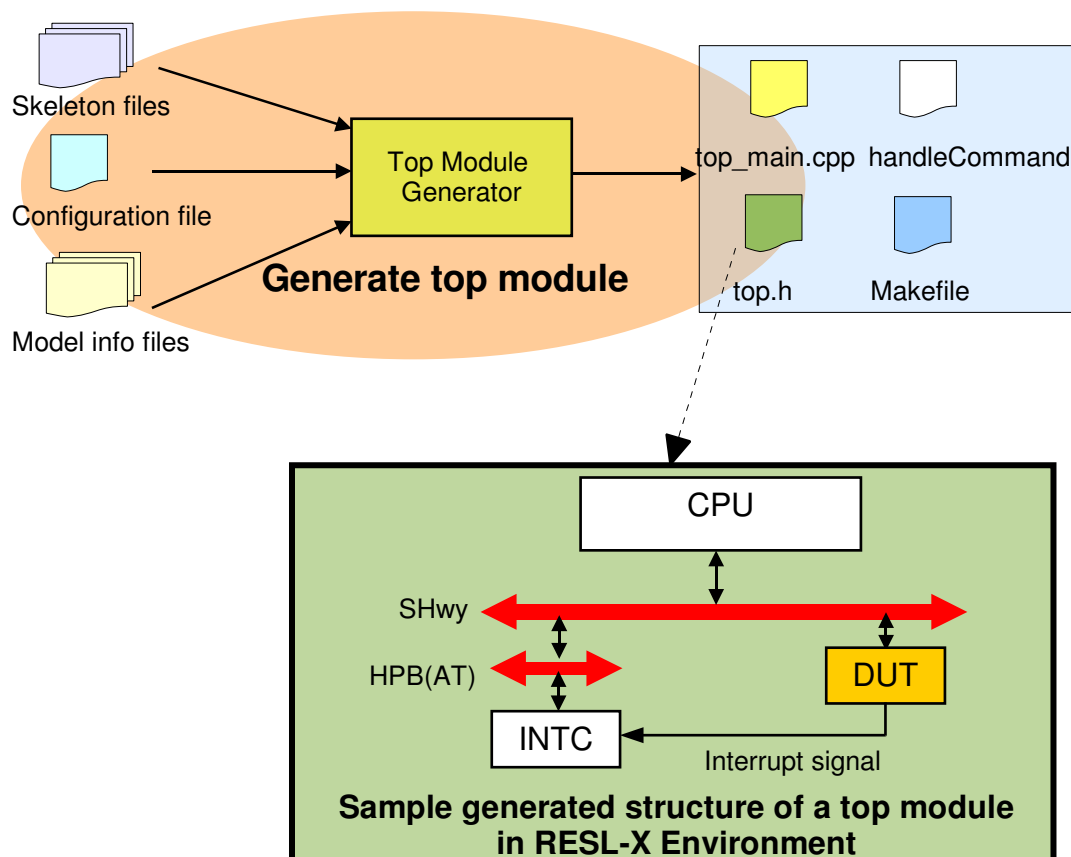 Skeleton files
Configuration file
Model info files
Top Module
Generator
Generate top module
top_main.cpp
handleCommand
top.h
Makefile
CPU
SHwy
HPB(AT)
DUT
INTC
Interrupt signal
Sample generated structure of a top module
in RESL-X Environment